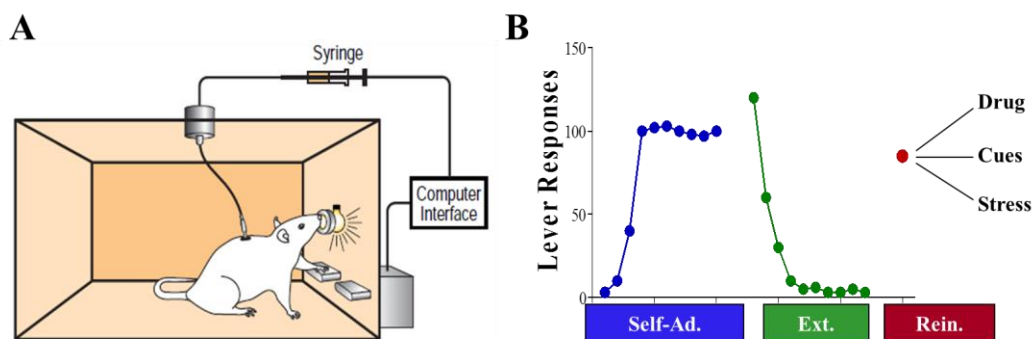 A
Syringe
Computer
Interface
B
Lever Responses
150
100
50
0
Drug
Cues
Stress
Self-Ad.
Ext.
Rein.